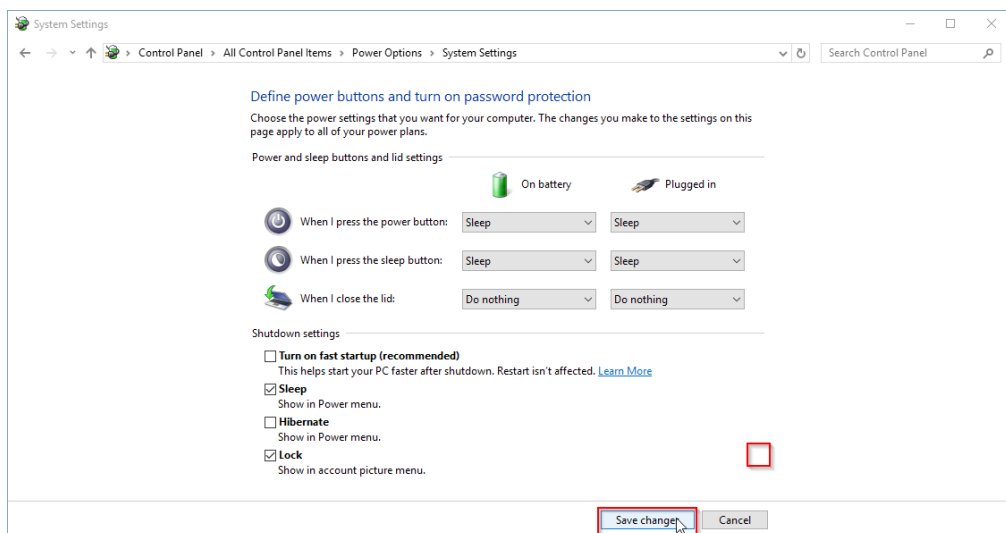 System Settings
Control Panel > All Control Panel Items > Power Options > System Settings
Search Control Panel
Define power buttons and turn on password protection
Choose the power settings that you want for your computer. The changes you make to the settings on this
page apply to all of your power plans.
Power and sleep buttons and lid settings
On battery Plugged in
When I press the power button: Sleep Sleep
When I press the sleep button: Sleep Sleep
When I close the lid: Do nothing Do nothing
Shutdown settings
Turn on fast startup (recommended)
This helps start your PC faster after shutdown. Restart isn't affected. Learn More
Sleep
Show in Power menu.
Hibernate
Show in Power menu.
Lock
Show in account picture menu.
Save changes Cancel